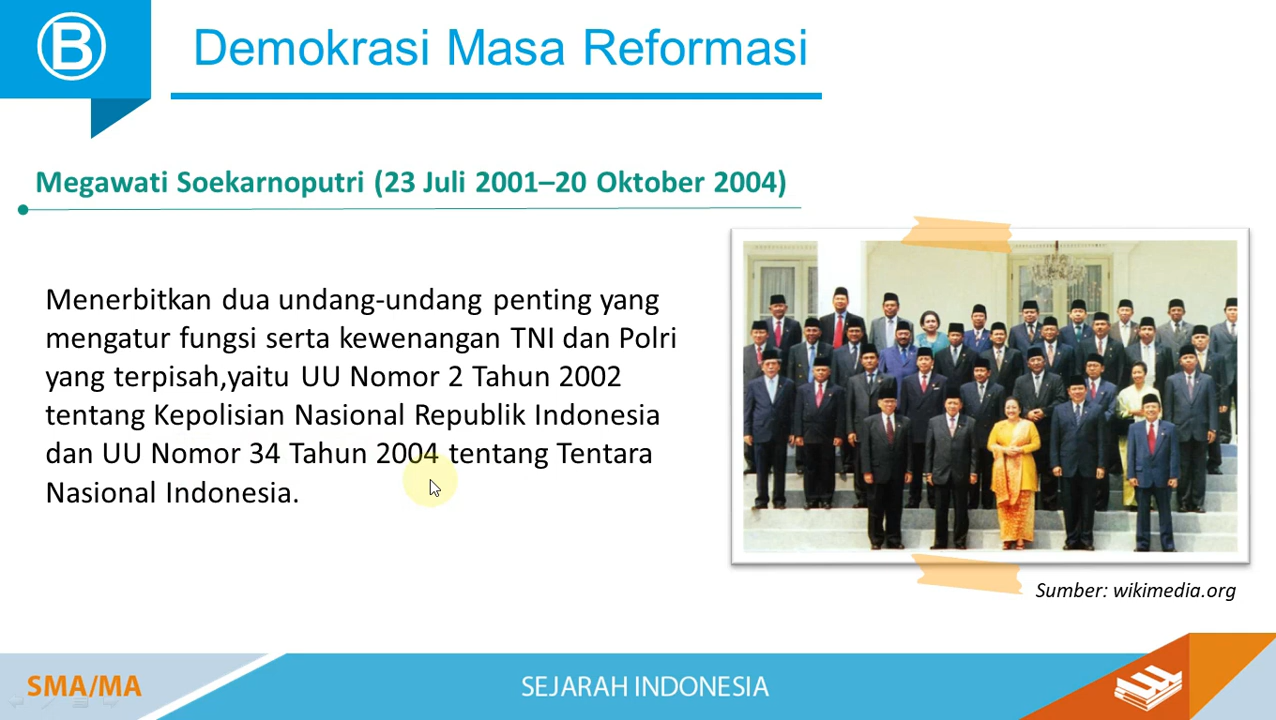 B
Demokrasi Masa Reformasi
Megawati Soekarnoputri (23 Juli 2001–20 Oktober 2004)
Menerbitkan dua undang-undang penting yang
mengatur fungsi serta kewenangan TNI dan Polri
yang terpisah,yaitu UU Nomor 2 Tahun 2002
tentang Kepolisian Nasional Republik Indonesia
dan UU Nomor 34 Tahun 2004 tentang Tentara
Nasional Indonesia.
Sumber: wikimedia.org
SMA/MA
SEJARAH INDONESIA